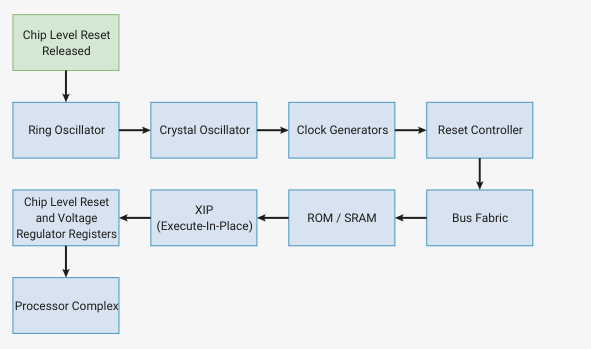 Chip Level Reset
Released
Ring Oscillator
Crystal Oscillator
Clock Generators
Reset Controller
Chip Level Reset
and Voltage
Regulator Registers
XIP
(Execute-In-Place)
ROM / SRAM
Bus Fabric
Processor Complex